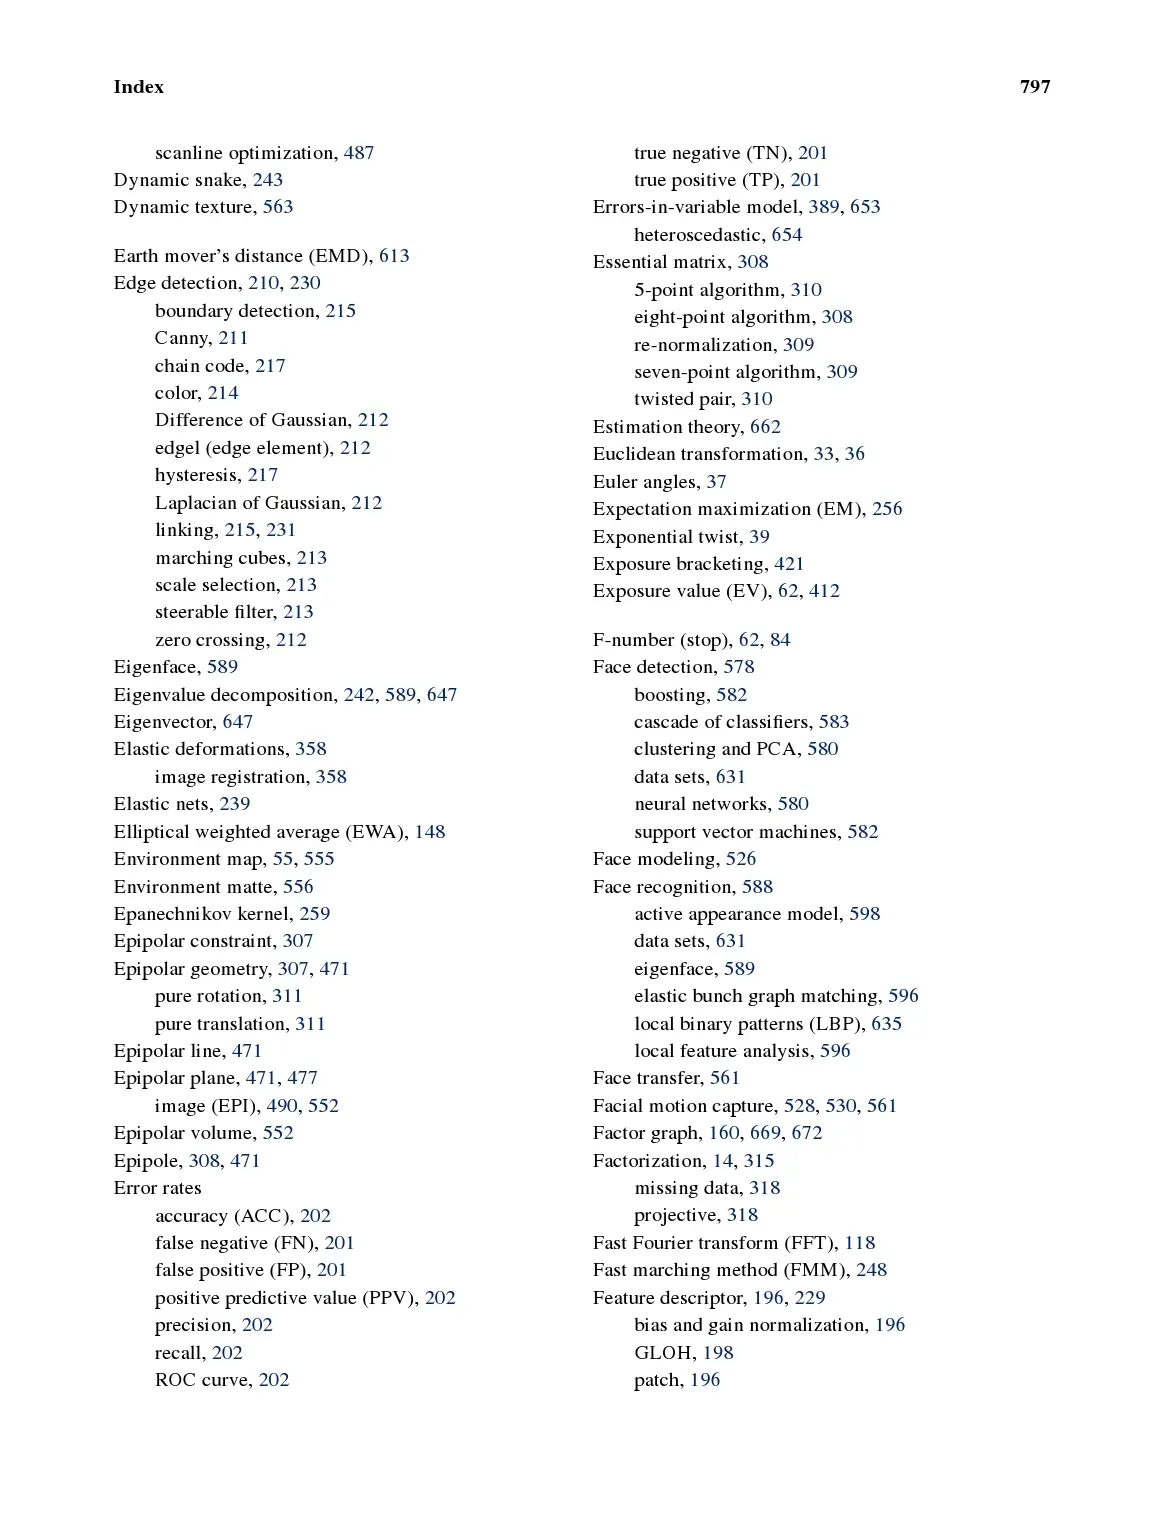 Index 797
scanline optimization, 487
Dynamic snake, 243
Dynamic texture, 563
Earth mover’s distance (EMD), 613
Edge detection, 210, 230
boundary detection, 215
Canny, 211
chain code, 217
color, 214
Difference of Gaussian, 212
edgel (edge element), 212
hysteresis, 217
Laplacian of Gaussian, 212
linking, 215, 231
marching cubes, 213
scale selection, 213
steerable filter, 213
zero crossing, 212
Eigenface, 589
Eigenvalue decomposition, 242, 589, 647
Eigenvector, 647
Elastic deformations, 358
image registration, 358
Elastic nets, 239
Elliptical weighted average (EWA), 148
Environment map, 55, 555
Environment matte, 556
Epanechnikov kernel, 259
Epipolar constraint, 307
Epipolar geometry, 307, 471
pure rotation, 311
pure translation, 311
Epipolar line, 471
Epipolar plane, 471, 477
image (EPI), 490, 552
Epipolar volume, 552
Epipole, 308, 471
Error rates
accuracy (ACC), 202
false negative (FN), 201
false positive (FP), 201
positive predictive value (PPV), 202
precision, 202
recall, 202
ROC curve, 202
true negative (TN), 201
true positive (TP), 201
Errors-in-variable model, 389, 653
heteroscedastic, 654
Essential matrix, 308
5-point algorithm, 310
eight-point algorithm, 308
re-normalization, 309
seven-point algorithm, 309
twisted pair, 310
Estimation theory, 662
Euclidean transformation, 33, 36
Euler angles, 37
Expectation maximization (EM), 256
Exponential twist, 39
Exposure bracketing, 421
Exposure value (EV), 62, 412
F-number (stop), 62, 84
Face detection, 578
boosting, 582
cascade of classifiers, 583
clustering and PCA, 580
data sets, 631
neural networks, 580
support vector machines, 582
Face modeling, 526
Face recognition, 588
active appearance model, 598
data sets, 631
eigenface, 589
elastic bunch graph matching, 596
local binary patterns (LBP), 635
local feature analysis, 596
Face transfer, 561
Facial motion capture, 528, 530, 561
Factor graph, 160, 669, 672
Factorization, 14, 315
missing data, 318
projective, 318
Fast Fourier transform (FFT), 118
Fast marching method (FMM), 248
Feature descriptor, 196, 229
bias and gain normalization, 196
GLOH, 198
patch, 196